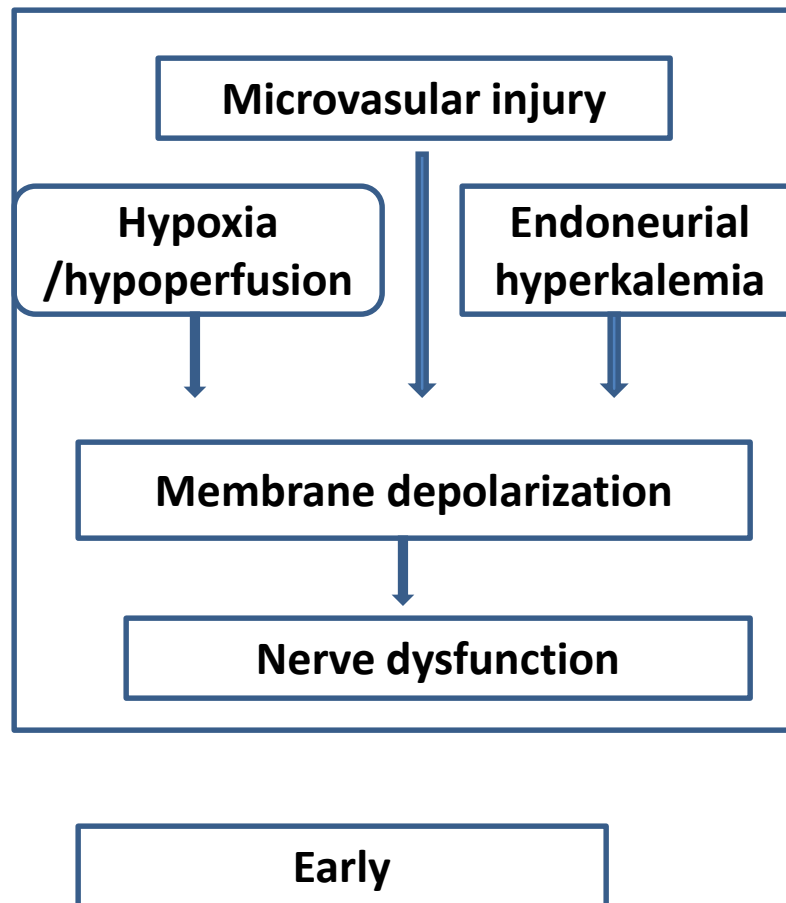 Microvasular injury
Hypoxia
/hypoperfusion
Endoneurial
hyperkalemia
Membrane depolarization
Nerve dysfunction
Early